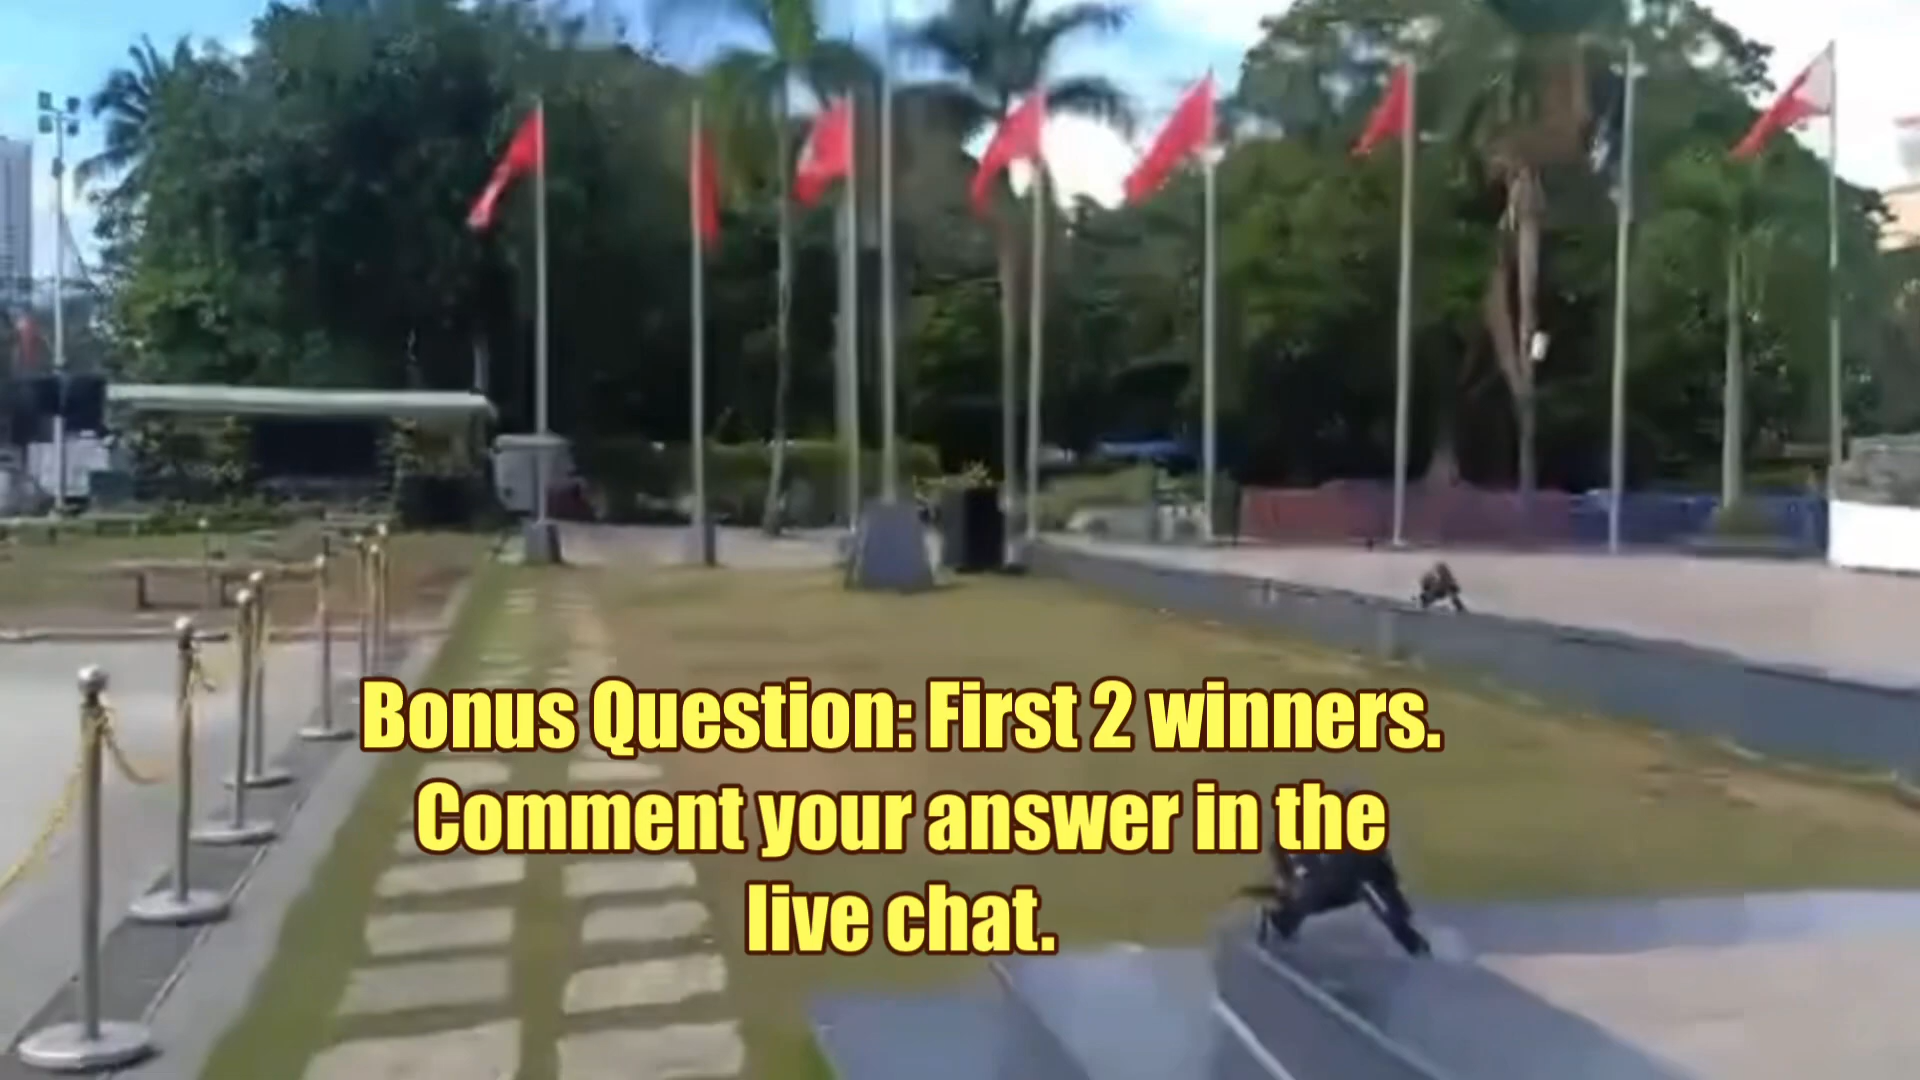 Bonus Question: First 2 winners.
Comment your answer in the
live chat.